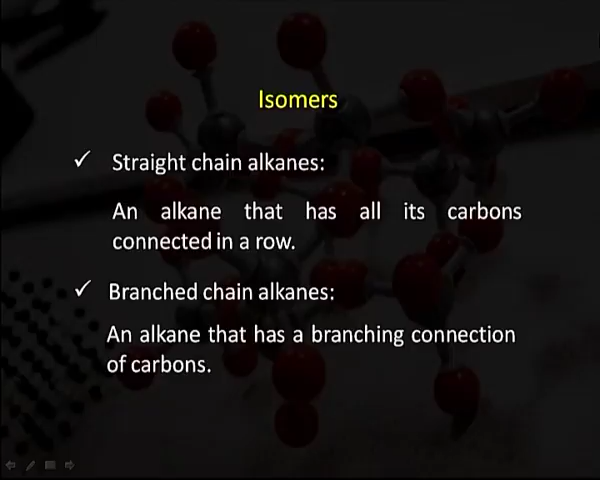 Isomers
✓ Straight chain alkanes:
An alkane that has all its carbons
connected in a row.
✓ Branched chain alkanes:
An alkane that has a branching connection
of carbons.